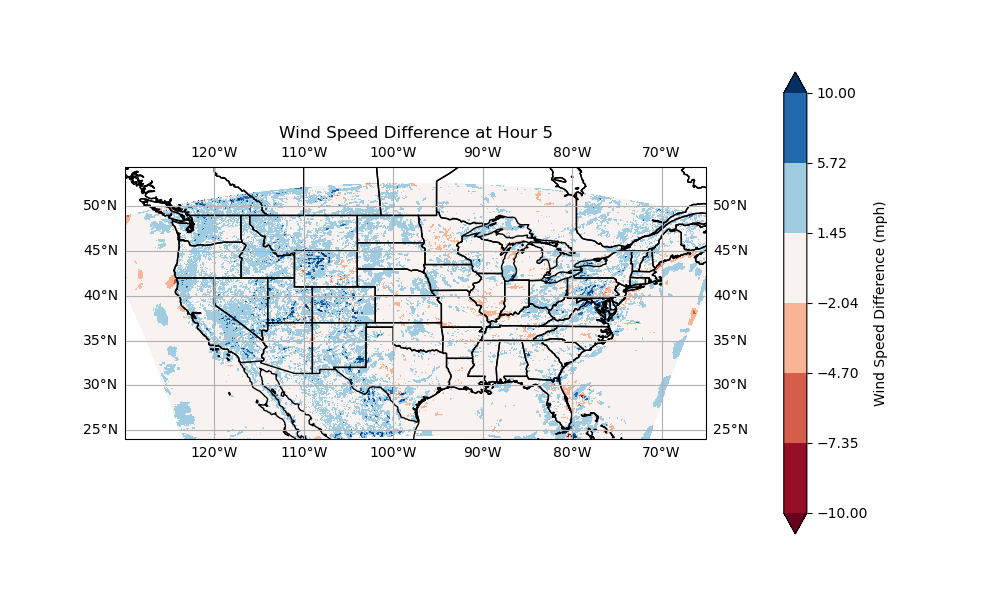 Wind Speed Difference at Hour 5
120°W 110°W 100°W 90°W 80°W 70°W
50°N 50°N
45°N 45°N
40°N 40°N
35°N 35°N
30°N 30°N
25°N 25°N
120°W 110°W 100°W 90°W 80°W 70°W
10.00
5.72
1.45
−2.04
−4.70
−7.35
−10.00
Wind Speed Difference (mph)